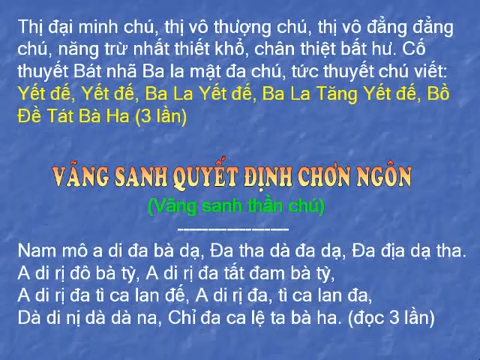 Thị đại minh chú, thị vô thượng chú, thị vô đẳng đẳng
chú, năng trừ nhất thiết khổ, chân thiệt bất hư. Cố
thuyết Bát nhã Ba la mật đa chú, tức thuyết chú viết:
Yết đế, Yết đế, Ba La Yết đế, Ba La Tăng Yết đế, Bồ
Đề Tát Bà Ha (3 lần)
VÃNG SANH QUYẾT ĐỊNH CHƠN NGÔN
(Vãng sanh thần chú)
------------------
Nam mô a di đa bà dạ, Đa tha dà đa dạ, Đa địa dạ tha.
A di rị đô bà tỳ, A di rị đa tất đam bà tỳ,
A di rị đa tì ca lan đế, A di rị đa, tì ca lan đa,
Dà di nị dà dà na, Chỉ đa ca lệ ta bà ha. (đọc 3 lần)